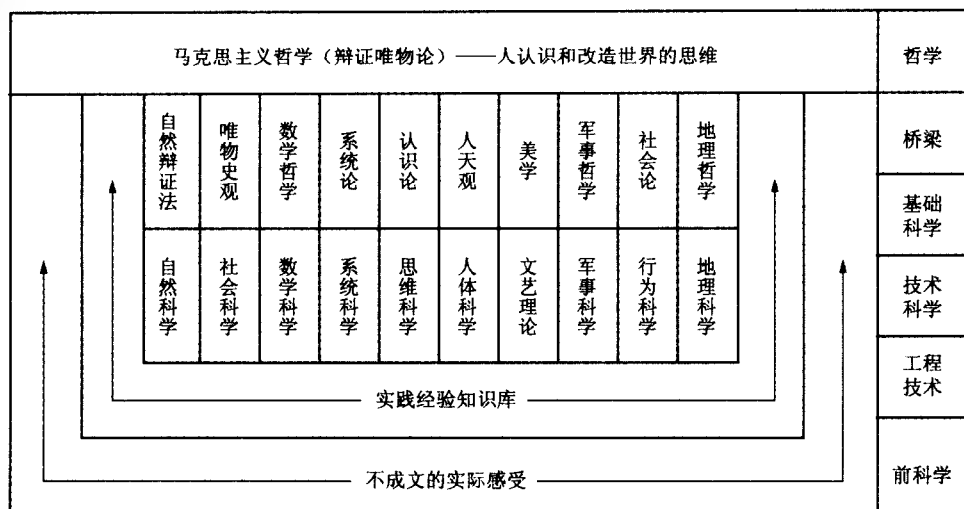 马克思主义哲学（辩证唯物论）——人认识和改造世界的思维
哲学
自然辩证法
唯物史观
数学哲学
系统论
认识论
人天观
美学
军事哲学
社会论
地理哲学
桥梁
基础
科学
自然科学
社会科学
数学科学
系统科学
思维科学
人体科学
文艺理论
军事科学
行为科学
地理科学
技术
科学
工程
技术
实践经验知识库
不成文的实际感受
前科学